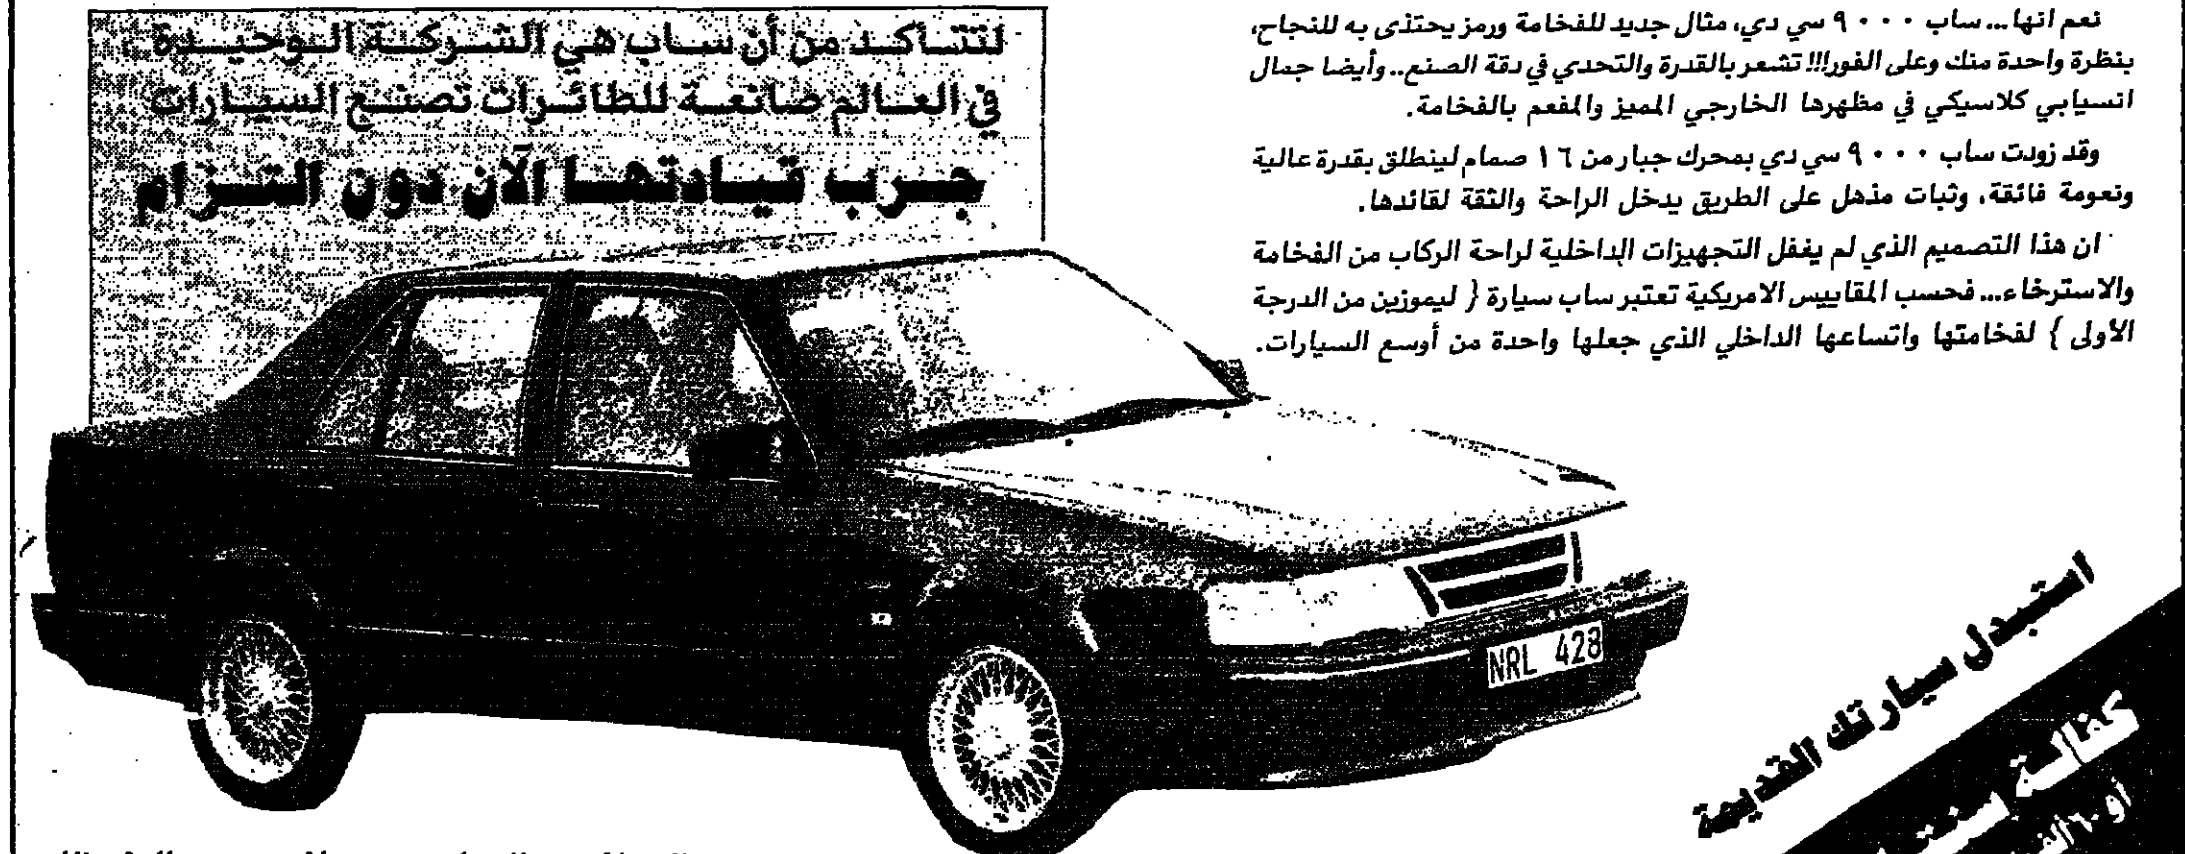 لتتأكد من أن ساب هي الشركة الوحيدة
في العالم صانعة للطائرات تصنع السيارات
جرب قيادتها الآن دون التزام
نعم انها... ساب ٩٠٠٠ سي دي، مثال جديد للفخامة ورمز يحتذى به للنجاح،
بنظرة واحدة منك وعلى الفور!!! تشعر بالقدرة والتحدي في دقة الصنع.. وأيضا جمال
انسيابي كلاسيكي في مظهرها الخارجي المميز والمفعم بالفخامة.
وقد زودت ساب ٩٠٠٠ سي دي بمحرك جبار من ١٦ صمام لينطلق بقدرة عالية
ونعومة فائقة، وثبات مذهل على الطريق يدخل الراحة والثقة لقائدها.
ان هذا التصميم الذي لم يغفل التجهيزات الداخلية لراحة الركاب من الفخامة
والاسترخاء... فحسب المقاييس الامريكية تعتبر ساب سيارة { ليموزين من الدرجة
الأولى } لفخامتها واتساعها الداخلي الذي جعلها واحدة من أوسع السيارات.
NRL 428
استبدل سيارتك القديمة
كفالة
أو ٦٠ ألف